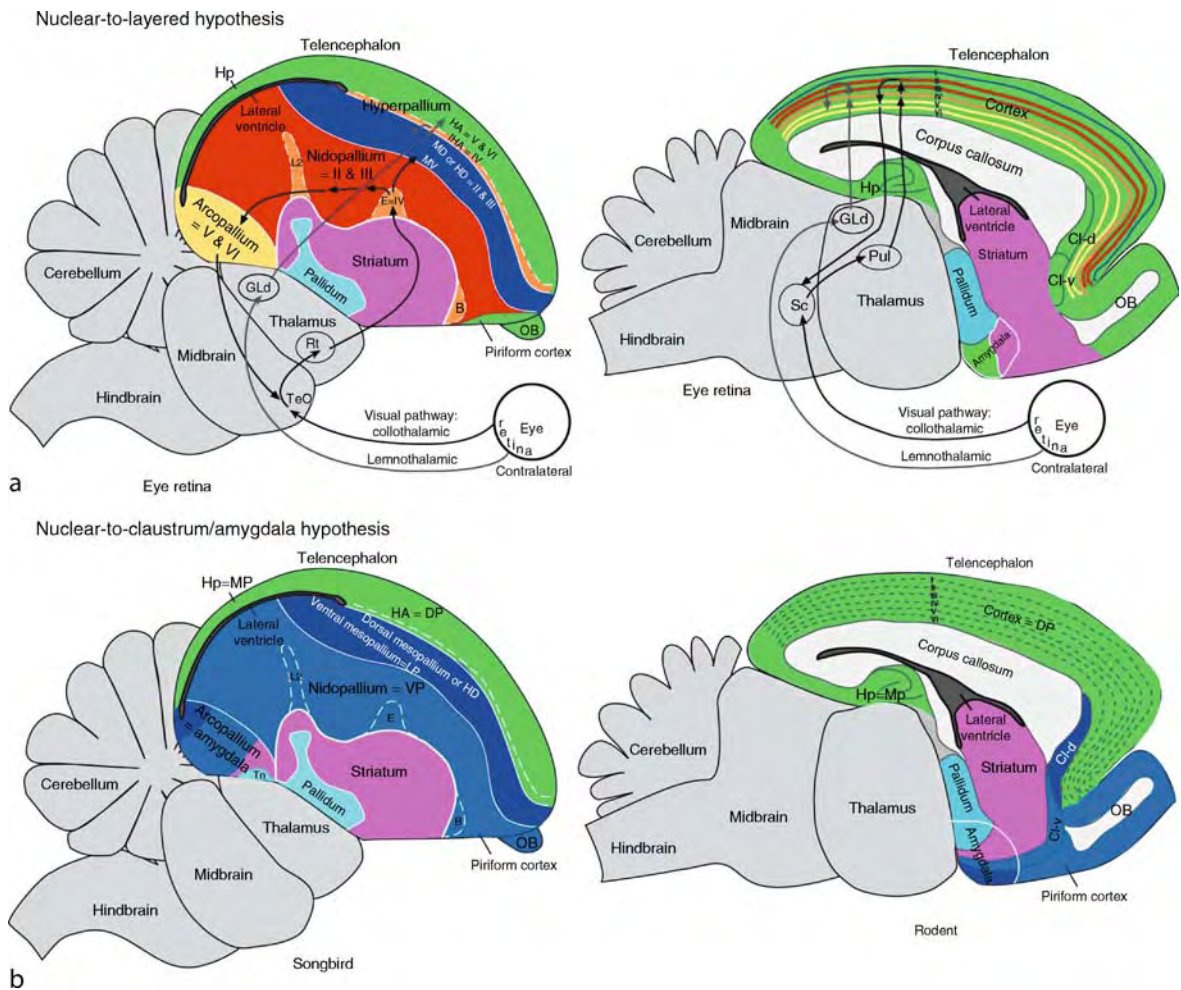 Nuclear-to-layered hypothesis
Telencephalon
Hp
Lateral
ventricle
Hyperpallium
HA = V & VI
IHA = IV
MD or HD = II & III
MV
L2
Nidopallium
= II & III
E=IV
Arcopallium
= V & VI
Striatum
Pallidum
Cerebellum
GLd
Thalamus
B
OB
Piriform cortex
Rt
Midbrain
TeO
Hindbrain
Visual pathway:
collothalamic
Lemnothalamic
retina
Eye
Contralateral
Eye retina
a
Telencephalon
Cortex
Corpus callosum
Hp
Midbrain
Cerebellum
GLd
Lateral
ventricle
Cl-d
Striatum
Pul
Pallidum
Cl-v
Sc
OB
Thalamus
Amygdala
Hindbrain
Eye retina
Visual pathway:
collothalamic
Lemnothalamic
retina
Eye
Contralateral
Nuclear-to-claustrum/amygdala hypothesis
Telencephalon
Hp=MP
Lateral
ventricle
HA = DP
Dorsal mesopallium or HD
Ventral mesopallium=LP
L2
Nidopallium = VP
E
Arcopallium
= amygdala
Tn
Striatum
Pallidum
Cerebellum
B
OB
Thalamus
Piriform cortex
Midbrain
Hindbrain
Songbird
b
Telencephalon
Cortex = DP
Corpus callosum
Hp=Mp
Lateral
ventricle
Cerebellum
Cl-d
Striatum
Pallidum
OB
Midbrain
Thalamus
Cl-v
Amygdala
Hindbrain
Piriform cortex
Rodent